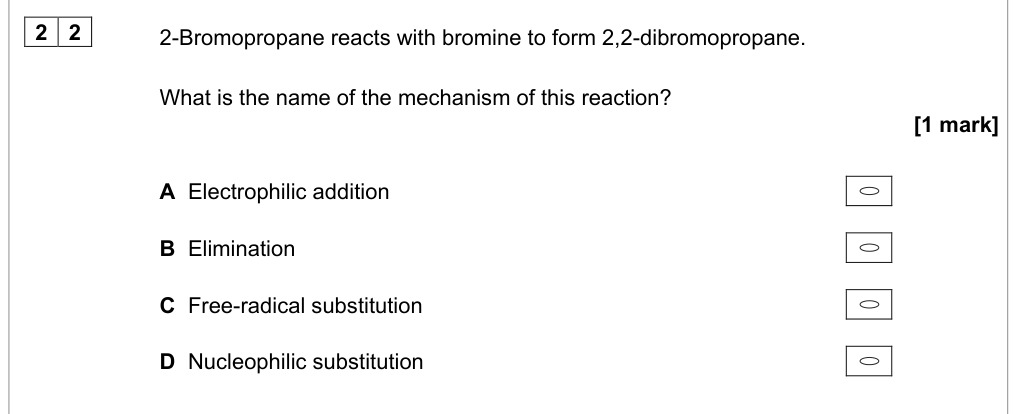 2 2
2-Bromopropane reacts with bromine to form 2,2-dibromopropane.
What is the name of the mechanism of this reaction?
[1 mark]
A Electrophilic addition
B Elimination
C Free-radical substitution
D Nucleophilic substitution